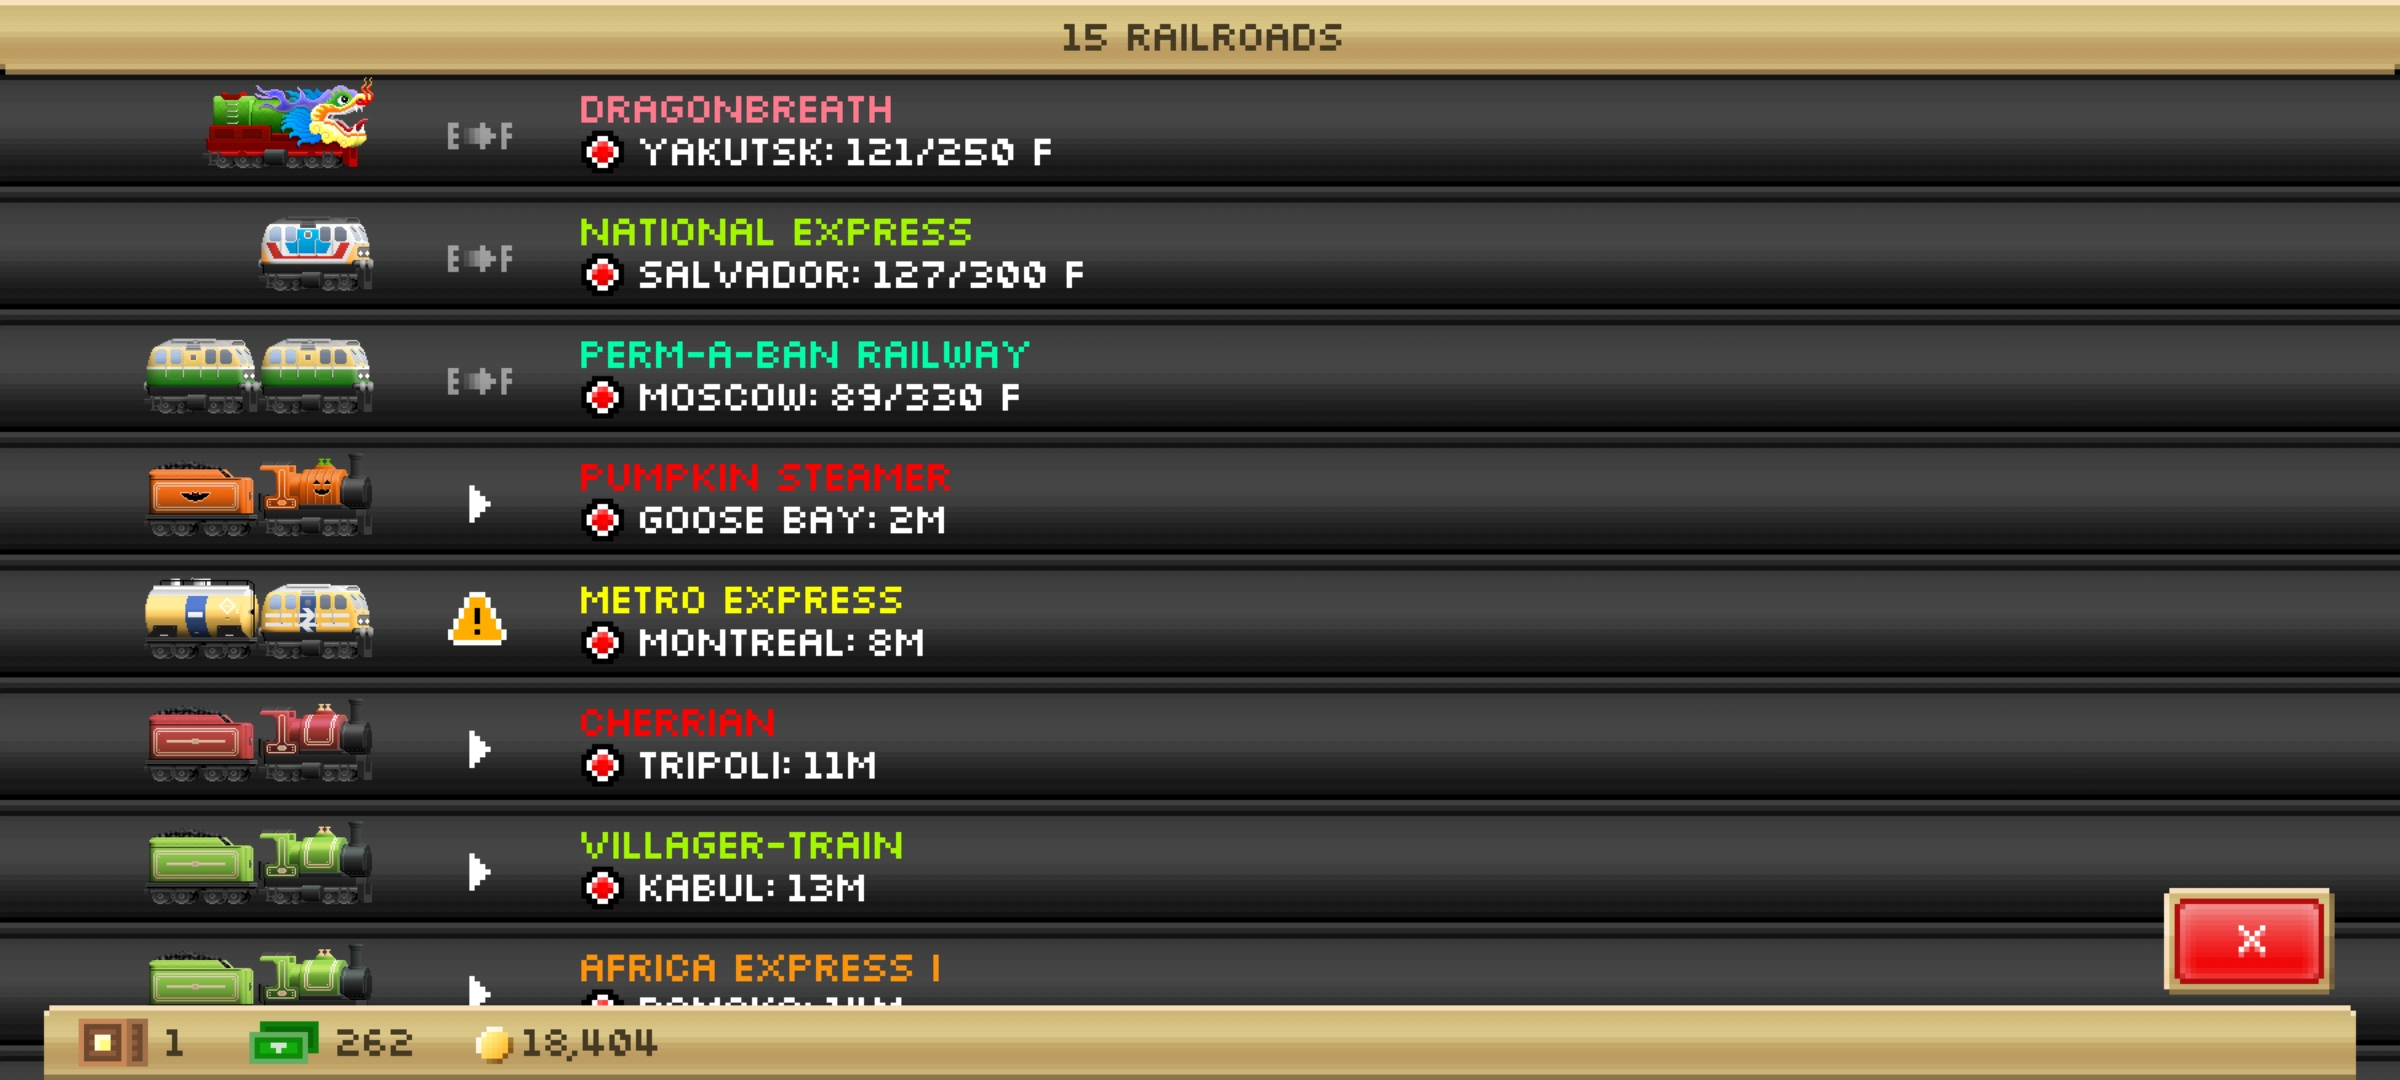 15 RAILROADS
DRAGONBREATH
E F YAKUTSK: 121/250 F
NATIONAL EXPRESS
E F SALVADOR: 127/300 F
PERM-A-BAN RAILWAY
E F MOSCOW: 89/330 F
PUMPKIN STEAMER
GOOSE BAY: 2M
METRO EXPRESS
! MONTREAL: 8M
CHERRIAN
TRIPOLI: 11M
VILLAGER-TRAIN
KABUL: 13M
AFRICA EXPRESS I
X
1 262 18,404